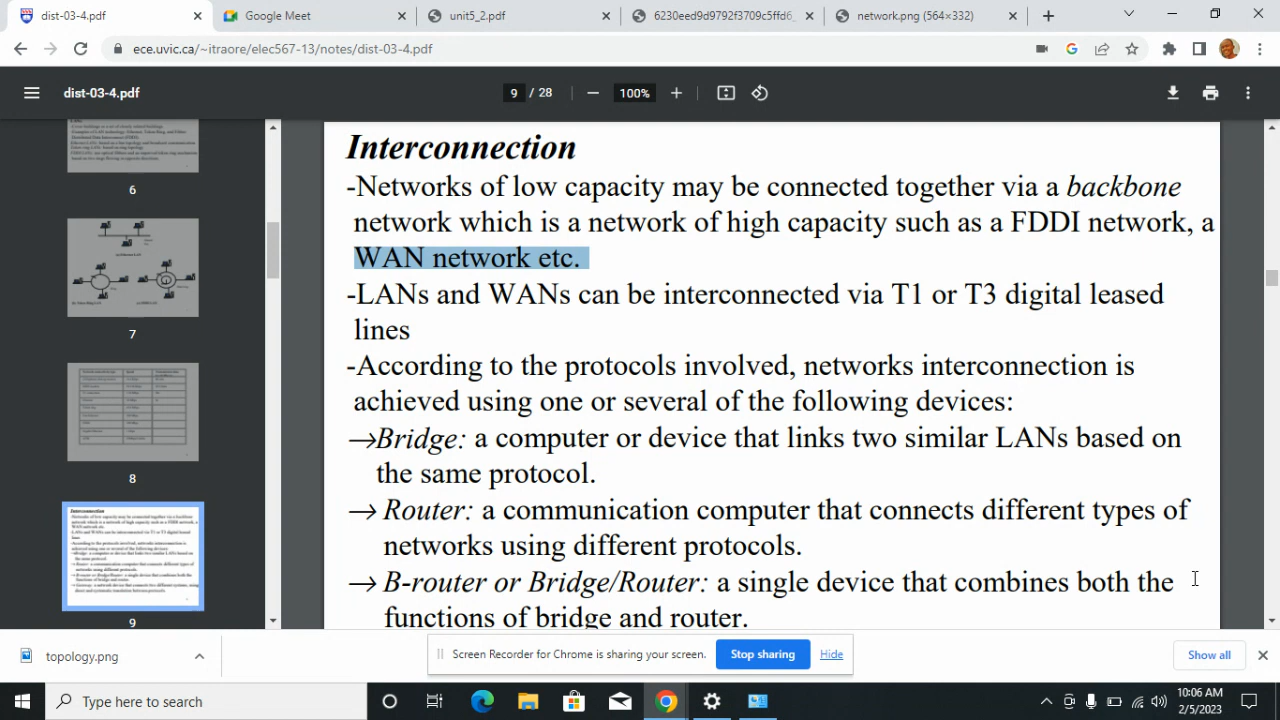 dist-03-4.pdf
Google Meet
unit5_2.pdf
6230eed9d9792f3709c5ffd6_
network.png (564×332)
ece.uvic.ca/~itraore/elec567-13/notes/dist-03-4.pdf
dist-03-4.pdf
9 / 28
100%
6
7
8
9
Interconnection
-Networks of low capacity may be connected together via a backbone
network which is a network of high capacity such as a FDDI network, a
WAN network etc.
-LANs and WANs can be interconnected via T1 or T3 digital leased
lines
-According to the protocols involved, networks interconnection is
achieved using one or several of the following devices:
→Bridge: a computer or device that links two similar LANs based on
the same protocol.
→ Router: a communication computer that connects different types of
networks using different protocols.
→ B-router or Bridge/Router: a single device that combines both the
functions of bridge and router.
Screen Recorder for Chrome is sharing your screen.
Stop sharing
Hide
topology.png
Show all
Type here to search
10:06 AM
2/5/2023